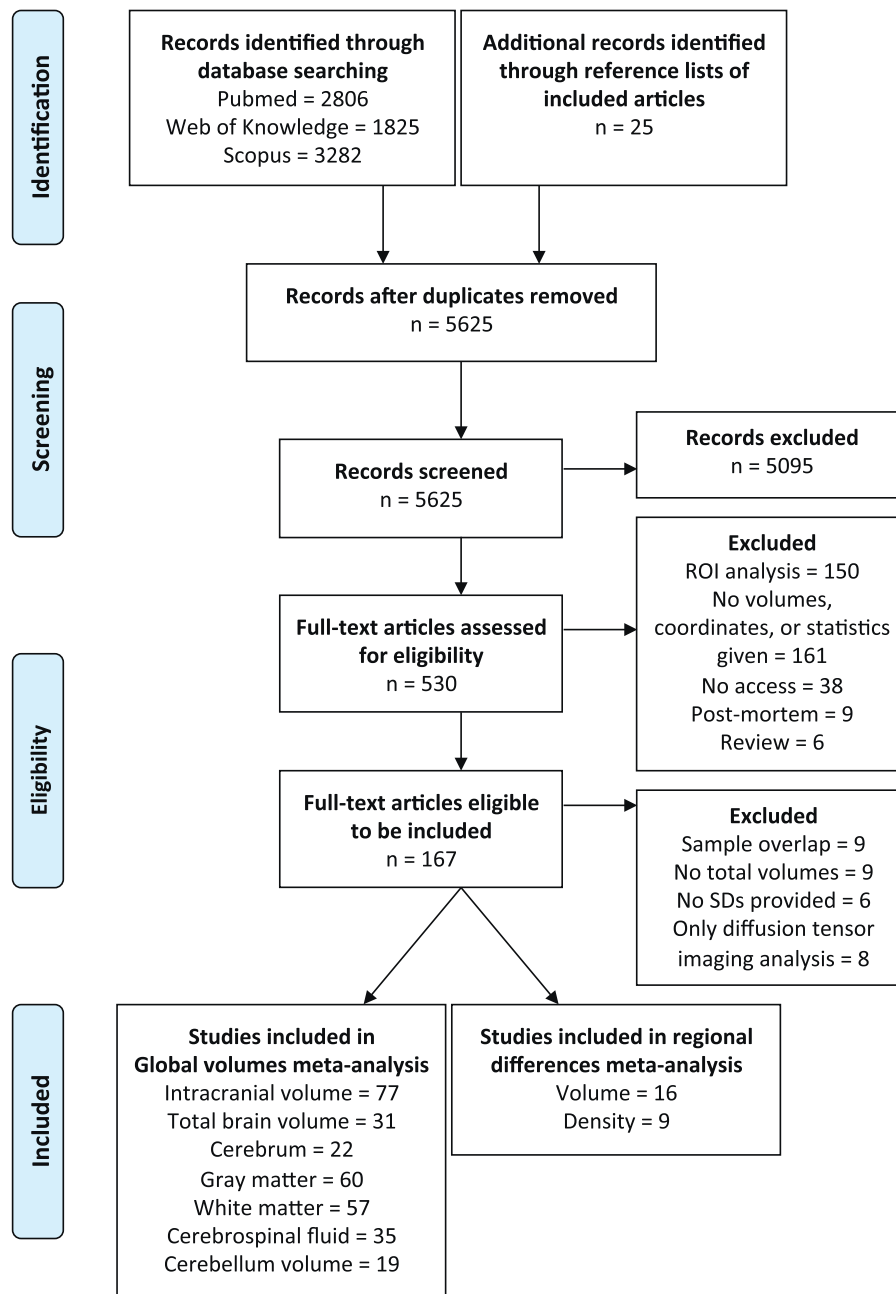 Identification
Records identified through
database searching
Pubmed = 2806
Web of Knowledge = 1825
Scopus = 3282
Additional records identified
through reference lists of
included articles
n = 25
Records after duplicates removed
n = 5625
Screening
Records screened
n = 5625
Records excluded
n = 5095
Eligibility
Full-text articles assessed
for eligibility
n = 530
Excluded
ROI analysis = 150
No volumes,
coordinates, or statistics
given = 161
No access = 38
Post-mortem = 9
Review = 6
Full-text articles eligible
to be included
n = 167
Excluded
Sample overlap = 9
No total volumes = 9
No SDs provided = 6
Only diffusion tensor
imaging analysis = 8
Included
Studies included in
Global volumes meta-analysis
Intracranial volume = 77
Total brain volume = 31
Cerebrum = 22
Gray matter = 60
White matter = 57
Cerebrospinal fluid = 35
Cerebellum volume = 19
Studies included in regional
differences meta-analysis
Volume = 16
Density = 9